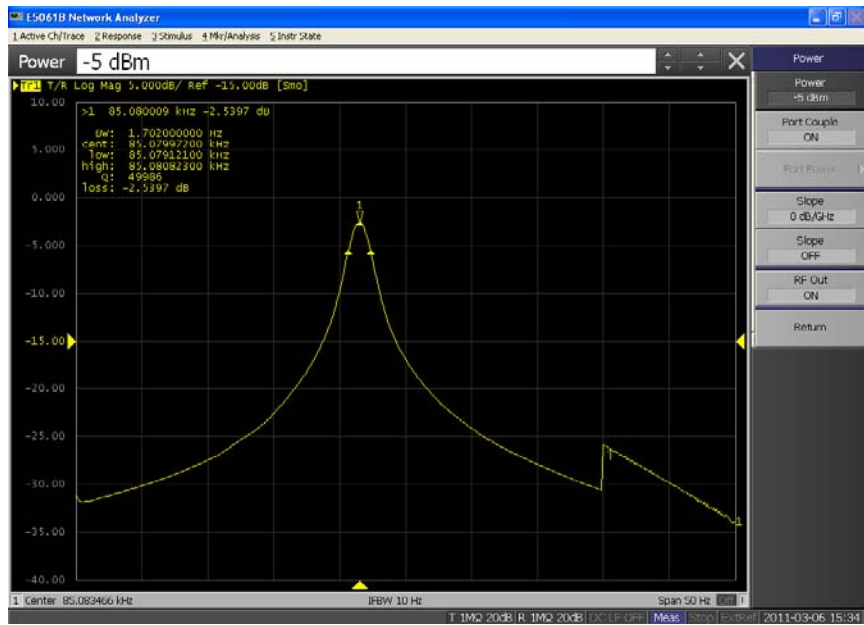 E5061B Network Analyzer
1 Active Ch/Trace 2 Response 3 Stimulus 4 Mkr/Analysis 5 Instr State
Power -5 dBm
Tr1 T/R Log Mag 5.000dB/ Ref -15.00dB [Smo]
10.00
5.000
0.000
-5.000
-10.00
-15.00
-20.00
-25.00
-30.00
-35.00
-40.00
>1 85.080009 kHz -2.5397 dB
BW: 1.702000000 Hz
cent: 85.07997200 kHz
low: 85.07912100 kHz
high: 85.08082300 kHz
Q: 49986
loss: -2.5397 dB
1
1
1 Center 85.083466 kHz IFBW 10 Hz Span 50 Hz Off !
Power
Power
-5 dBm
Port Couple
ON
Port Power
Slope
0 dB/GHz
Slope
OFF
RF Out
ON
Return
T 1MΩ 20dB R 1MΩ 20dB DC LF OFF Meas Stop ExtRef 2011-03-06 15:34